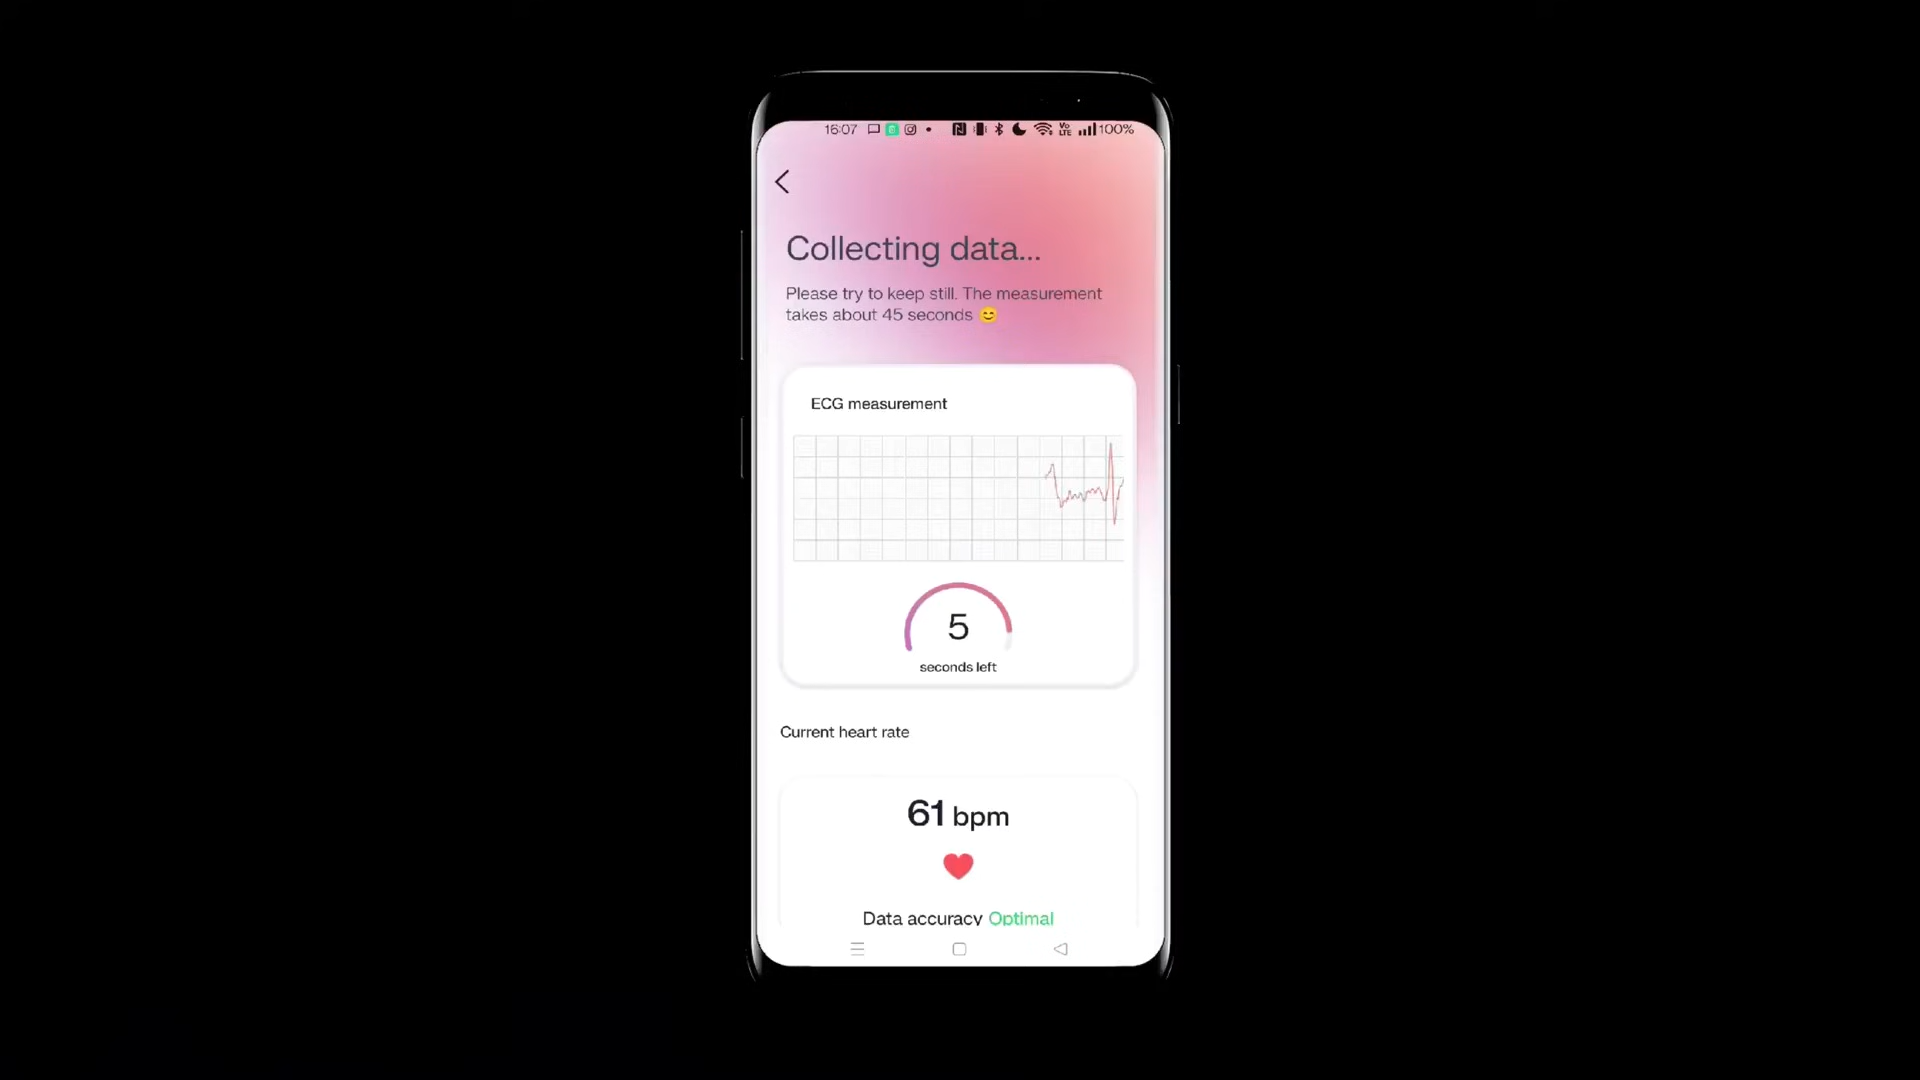 16:07 100%
Collecting data...
Please try to keep still. The measurement
takes about 45 seconds 😊
ECG measurement
5
seconds left
Current heart rate
61 bpm
Data accuracy Optimal